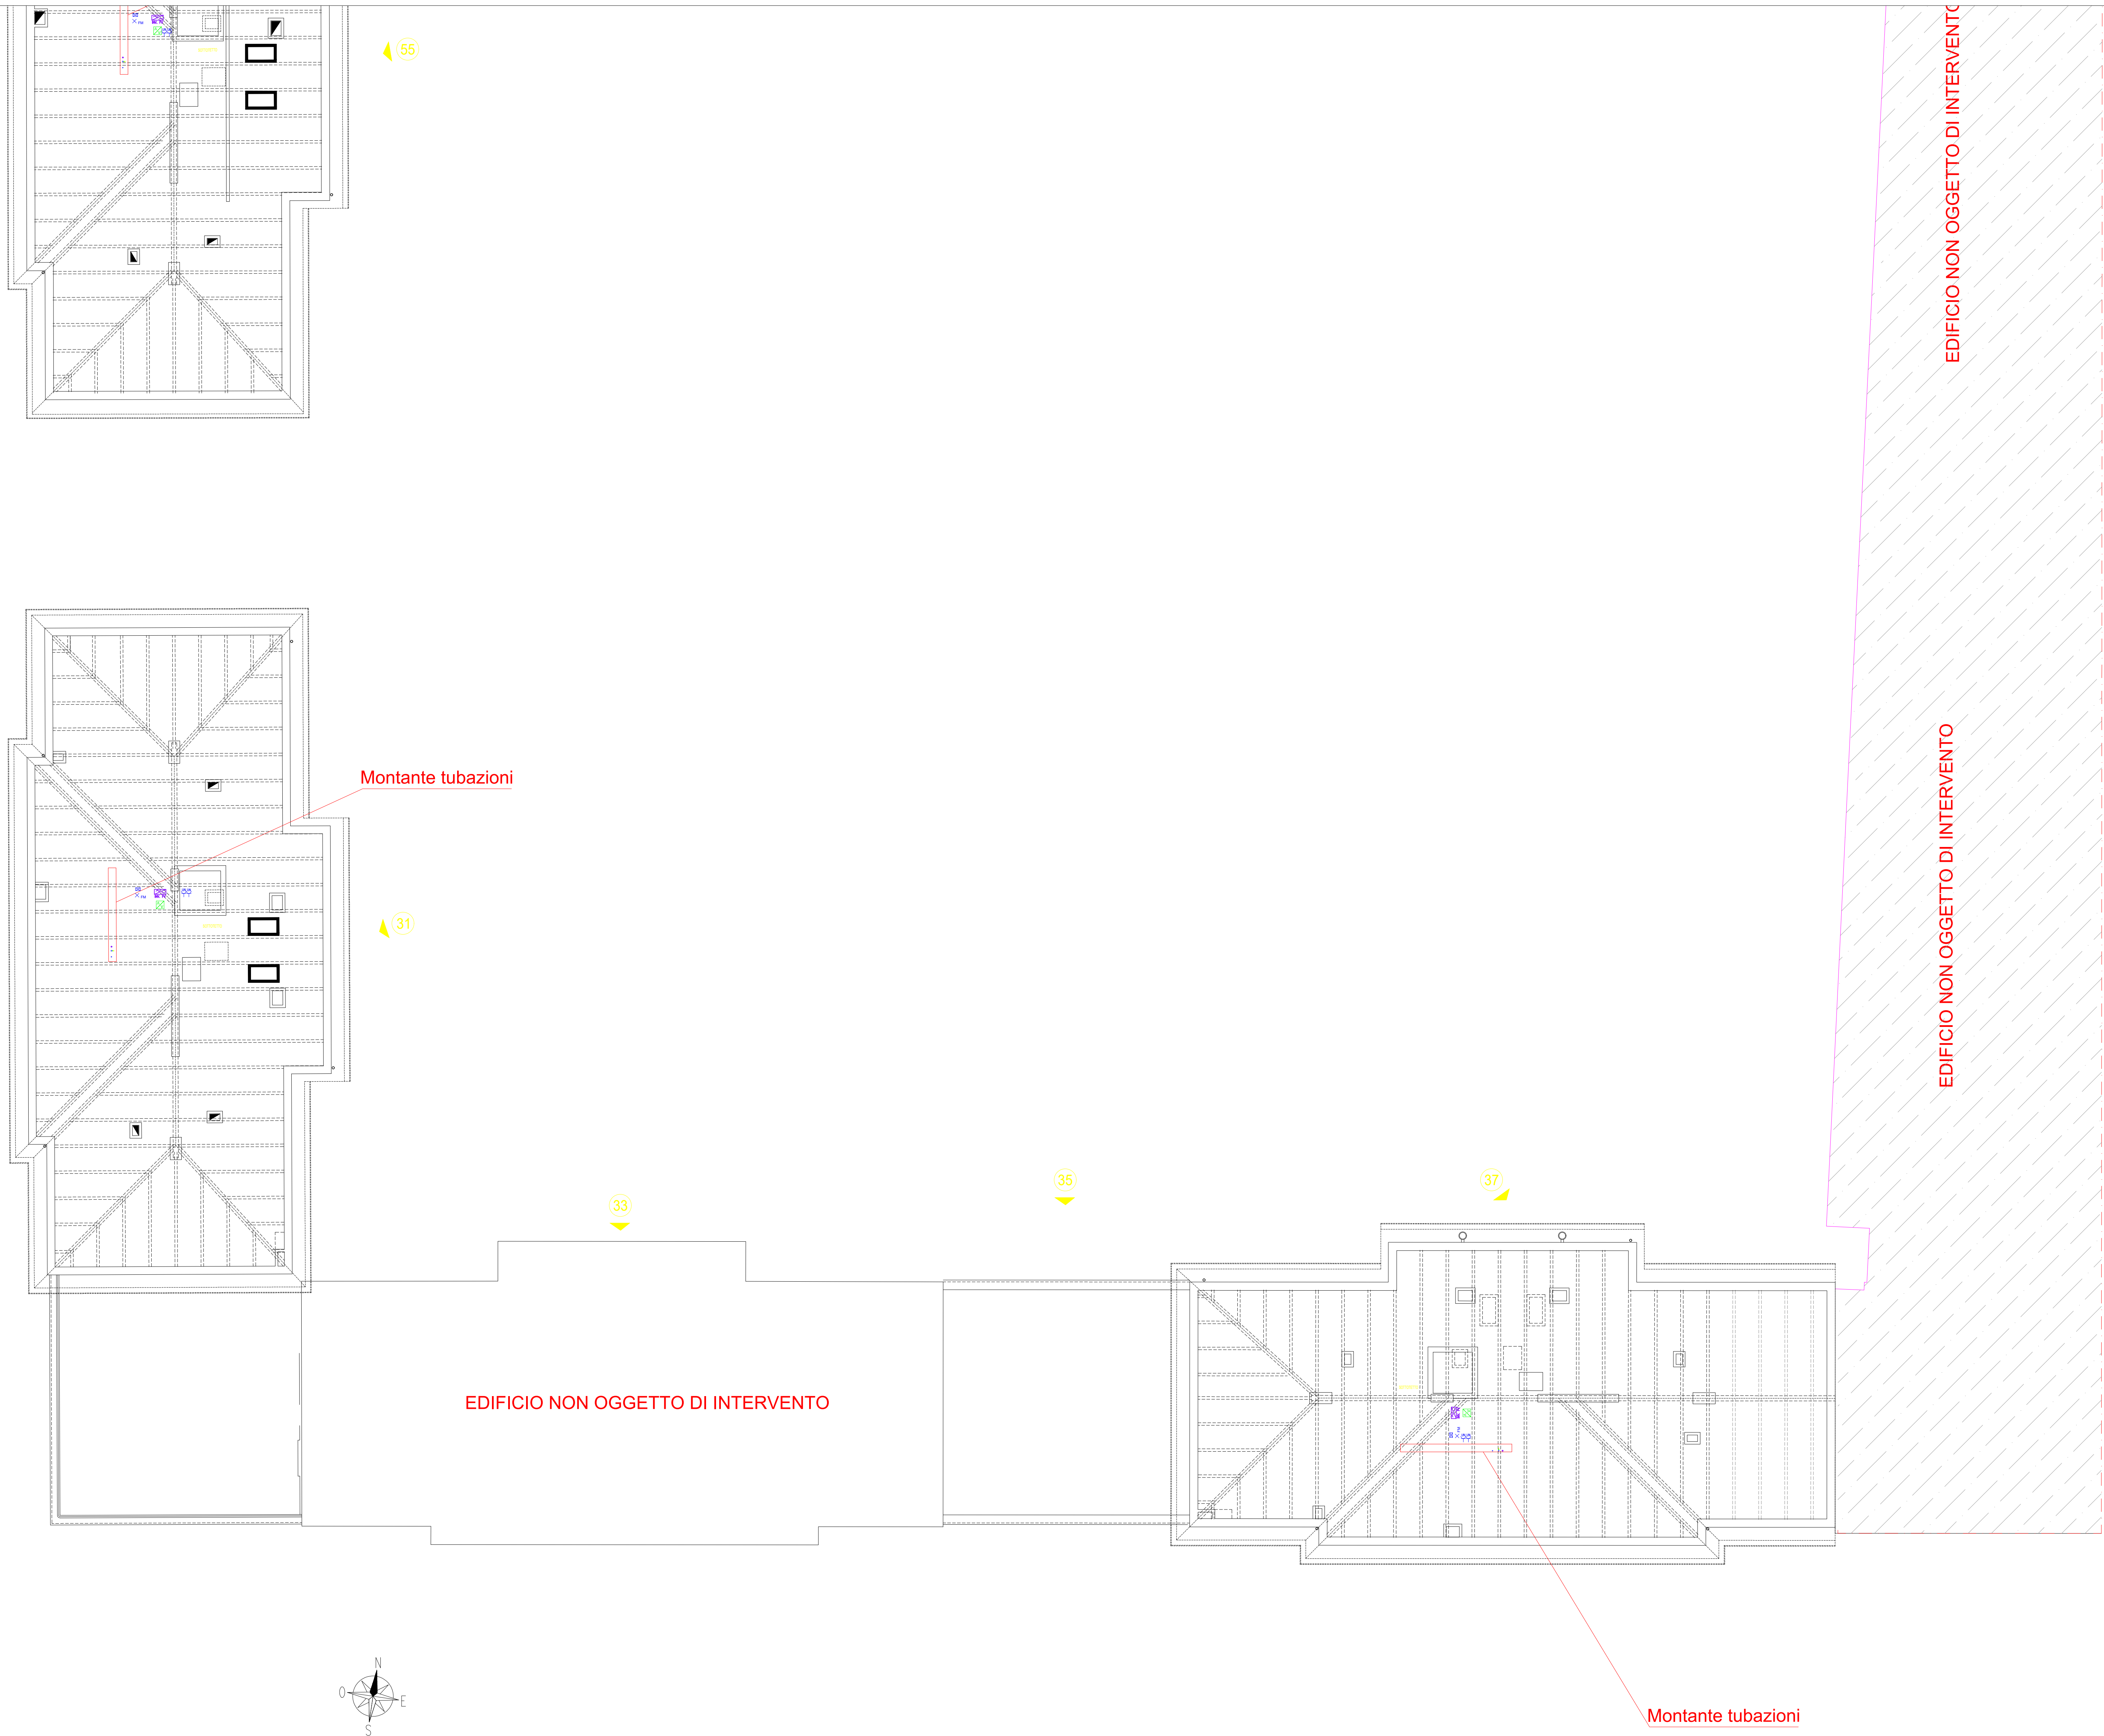 55
EDIFICIO NON OGGETTO DI INTERVENTO
Montante tubazioni
31
EDIFICIO NON OGGETTO DI INTERVENTO
33
35
37
EDIFICIO NON OGGETTO DI INTERVENTO
N
O
E
S
Montante tubazioni